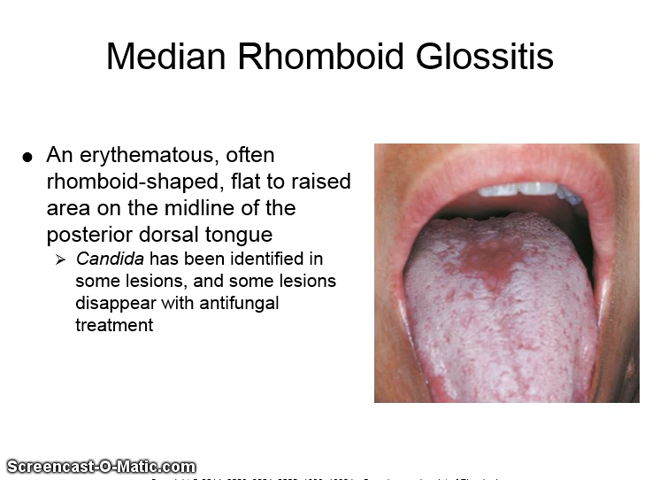 Median Rhomboid Glossitis
● An erythematous, often
rhomboid-shaped, flat to raised
area on the midline of the
posterior dorsal tongue
➢ Candida has been identified in
some lesions, and some lesions
disappear with antifungal
treatment
Screencast-O-Matic.com